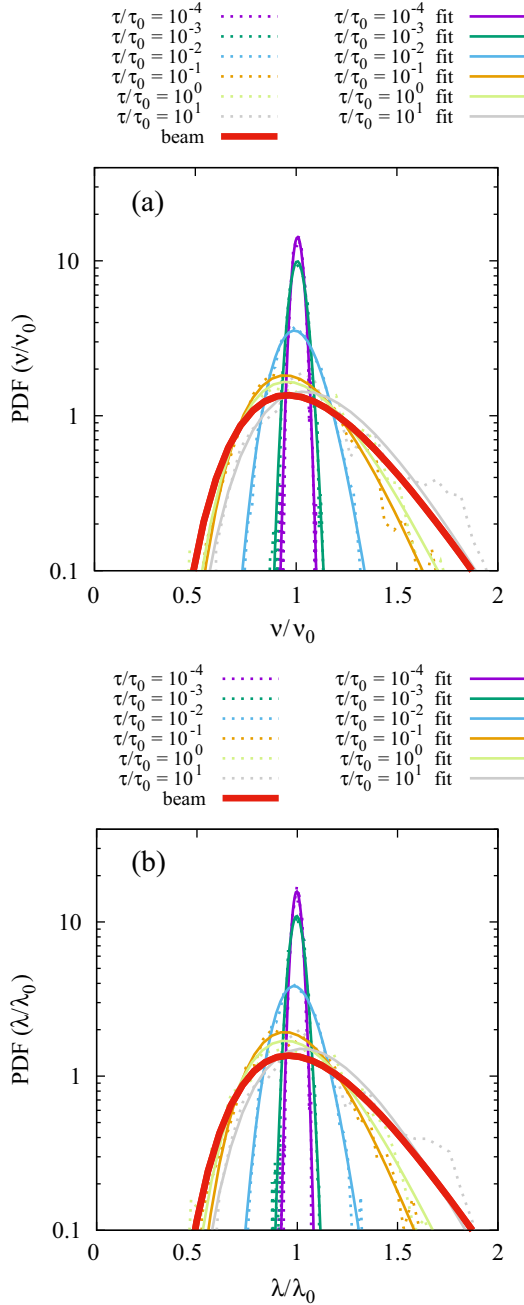 τ/τ₀ = 10⁻⁴ τ/τ₀ = 10⁻⁴ fit
τ/τ₀ = 10⁻³ τ/τ₀ = 10⁻³ fit
τ/τ₀ = 10⁻² τ/τ₀ = 10⁻² fit
τ/τ₀ = 10⁻¹ τ/τ₀ = 10⁻¹ fit
τ/τ₀ = 10⁰ τ/τ₀ = 10⁰ fit
τ/τ₀ = 10¹ τ/τ₀ = 10¹ fit
beam
(a)
10
PDF (ν/ν₀)
1
0.1
0 0.5 1 1.5 2
ν/ν₀
τ/τ₀ = 10⁻⁴ τ/τ₀ = 10⁻⁴ fit
τ/τ₀ = 10⁻³ τ/τ₀ = 10⁻³ fit
τ/τ₀ = 10⁻² τ/τ₀ = 10⁻² fit
τ/τ₀ = 10⁻¹ τ/τ₀ = 10⁻¹ fit
τ/τ₀ = 10⁰ τ/τ₀ = 10⁰ fit
τ/τ₀ = 10¹ τ/τ₀ = 10¹ fit
beam
(b)
10
PDF (λ/λ₀)
1
0.1
0 0.5 1 1.5 2
λ/λ₀